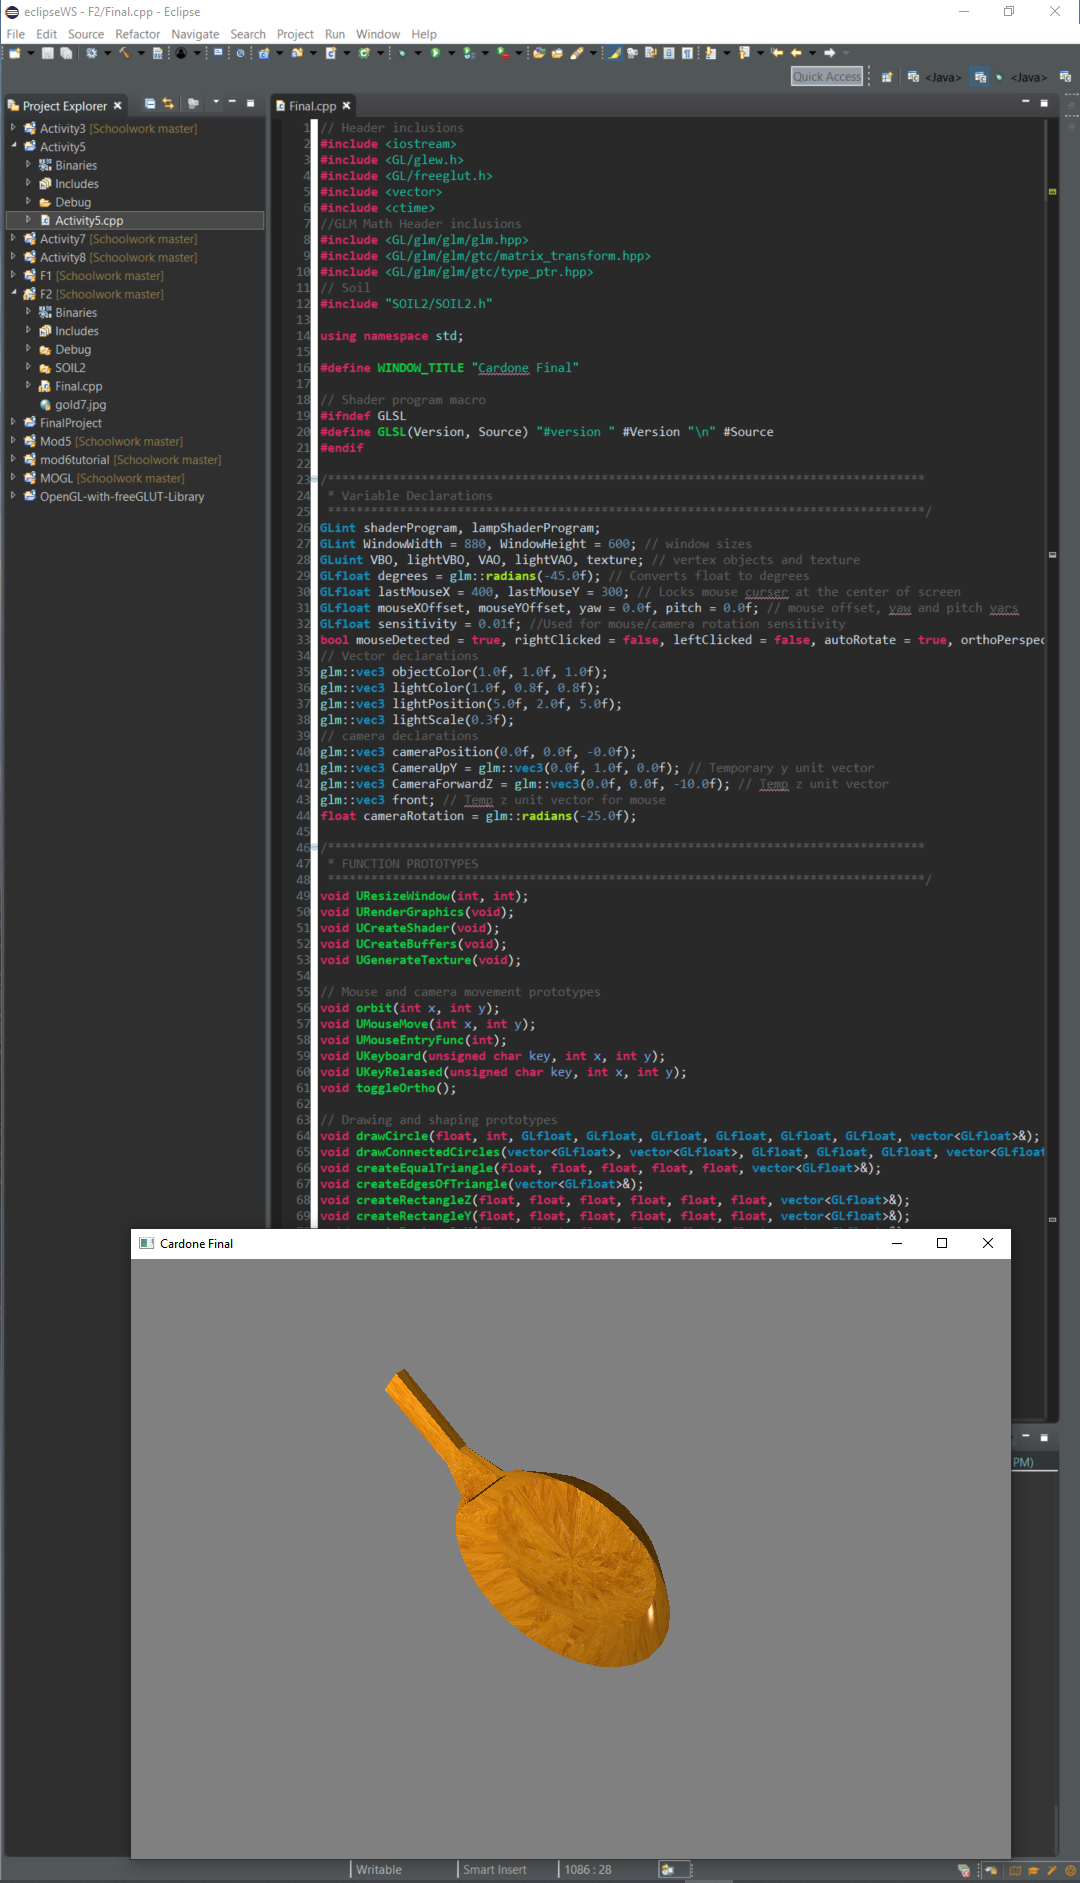 eclipseWS - F2/Final.cpp - Eclipse
File Edit Source Refactor Navigate Search Project Run Window Help
Quick Access
<Java>
<Java>
Project Explorer
Activity3 [Schoolwork master]
Activity5
Binaries
Includes
Debug
Activity5.cpp
Activity7 [Schoolwork master]
Activity8 [Schoolwork master]
F1 [Schoolwork master]
F2 [Schoolwork master]
Binaries
Includes
Debug
SOIL2
Final.cpp
gold7.jpg
FinalProject
Mod5 [Schoolwork master]
mod6tutorial [Schoolwork master]
MOGL [Schoolwork master]
OpenGL-with-freeGLUT-Library
Final.cpp
1 // Header inclusions
2 #include <iostream>
3 #include <GL/glew.h>
4 #include <GL/freeglut.h>
5 #include <vector>
6 #include <ctime>
7 //GLM Math Header inclusions
8 #include <GL/glm/glm/glm.hpp>
9 #include <GL/glm/glm/gtc/matrix_transform.hpp>
10 #include <GL/glm/glm/gtc/type_ptr.hpp>
11 // Soil
12 #include "SOIL2/SOIL2.h"
13
14 using namespace std;
15
16 #define WINDOW_TITLE "Cardone Final"
17
18 // Shader program macro
19 #ifndef GLSL
20 #define GLSL(Version, Source) "#version " #Version "\n" #Source
21 #endif
22
23 /***********************************************************************************
24 * Variable Declarations
25 ***********************************************************************************/
26 GLint shaderProgram, lampShaderProgram;
27 GLint WindowWidth = 880, WindowHeight = 600; // window sizes
28 GLuint VBO, lightVBO, VAO, lightVAO, texture; // vertex objects and texture
29 GLfloat degrees = glm::radians(-45.0f); // Converts float to degrees
30 GLfloat lastMouseX = 400, lastMouseY = 300; // Locks mouse curser at the center of screen
31 GLfloat mouseXOffset, mouseYOffset, yaw = 0.0f, pitch = 0.0f; // mouse offset, yaw and pitch vars
32 GLfloat sensitivity = 0.01f; //Used for mouse/camera rotation sensitivity
33 bool mouseDetected = true, rightClicked = false, leftClicked = false, autoRotate = true, orthoPerspec
34 // Vector declarations
35 glm::vec3 objectColor(1.0f, 1.0f, 1.0f);
36 glm::vec3 lightColor(1.0f, 0.8f, 0.8f);
37 glm::vec3 lightPosition(5.0f, 2.0f, 5.0f);
38 glm::vec3 lightScale(0.3f);
39 // camera declarations
40 glm::vec3 cameraPosition(0.0f, 0.0f, -0.0f);
41 glm::vec3 CameraUpY = glm::vec3(0.0f, 1.0f, 0.0f); // Temporary y unit vector
42 glm::vec3 CameraForwardZ = glm::vec3(0.0f, 0.0f, -10.0f); // Temp z unit vector
43 glm::vec3 front; // Temp z unit vector for mouse
44 float cameraRotation = glm::radians(-25.0f);
45
46 /***********************************************************************************
47 * FUNCTION PROTOTYPES
48 ***********************************************************************************/
49 void UResizeWindow(int, int);
50 void URenderGraphics(void);
51 void UCreateShader(void);
52 void UCreateBuffers(void);
53 void UGenerateTexture(void);
54
55 // Mouse and camera movement prototypes
56 void orbit(int x, int y);
57 void UMouseMove(int x, int y);
58 void UMouseEntryFunc(int);
59 void UKeyboard(unsigned char key, int x, int y);
60 void UKeyReleased(unsigned char key, int x, int y);
61 void toggleOrtho();
62
63 // Drawing and shaping prototypes
64 void drawCircle(float, int, GLfloat, GLfloat, GLfloat, GLfloat, GLfloat, GLfloat, vector<GLfloat>&);
65 void drawConnectedCircles(vector<GLfloat>, vector<GLfloat>, GLfloat, GLfloat, GLfloat, vector<GLfloat
66 void createEqualTriangle(float, float, float, float, float, vector<GLfloat>&);
67 void createEdgesOfTriangle(vector<GLfloat>&);
68 void createRectangleZ(float, float, float, float, float, float, vector<GLfloat>&);
69 void createRectangleY(float, float, float, float, float, float, vector<GLfloat>&);
Cardone Final
PM)
Writable
Smart Insert
1086 : 28